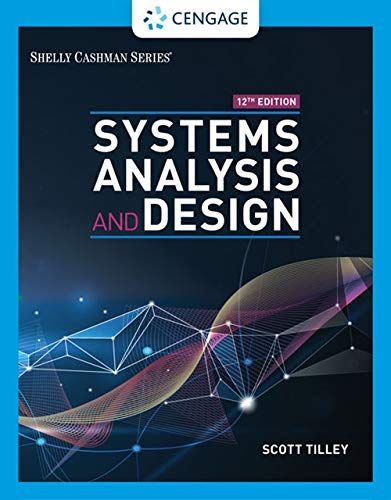 CENGAGE
SHELLY CASHMAN SERIES®
12TH EDITION
SYSTEMS
ANALYSIS
AND DESIGN
SCOTT TILLEY